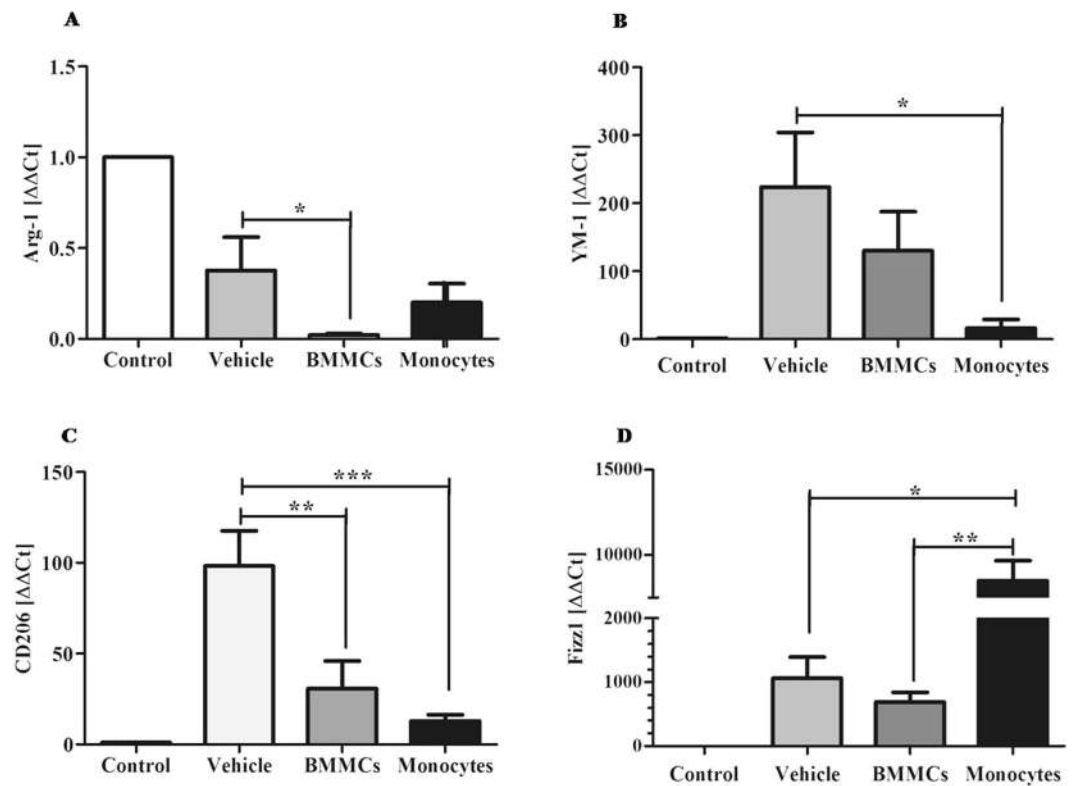 A
Arg-1 [ΔΔCt]
1.5
1.0
0.5
0.0
*
Control Vehicle BMMCs Monocytes
B
YM-1 [ΔΔCt]
400
300
200
100
0
*
Control Vehicle BMMCs Monocytes
C
CD206 [ΔΔCt]
150
100
50
0
***
**
Control Vehicle BMMCs Monocytes
D
Fizz1 [ΔΔCt]
15000
10000
2000
1000
0
*
**
Control Vehicle BMMCs Monocytes